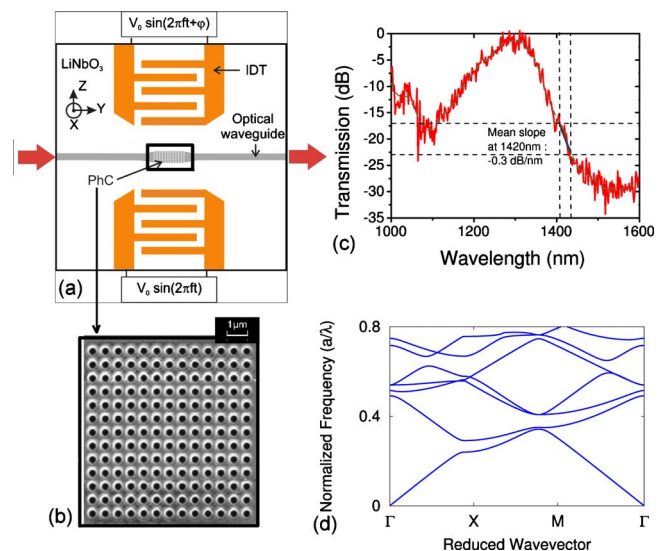 V₀ sin(2πft+φ)
LiNbO₃
Z
Y
X
IDT
Optical
waveguide
PhC
(a)
V₀ sin(2πft)
1µm
(b)
Transmission (dB)
0
-5
-10
-15
-20
-25
-30
-35
Mean slope
at 1420nm :
-0.3 dB/nm
1000 1200 1400 1600
Wavelength (nm)
(c)
Normalized Frequency (a/λ)
0.8
0.4
0
Γ X M Γ
Reduced Wavevector
(d)